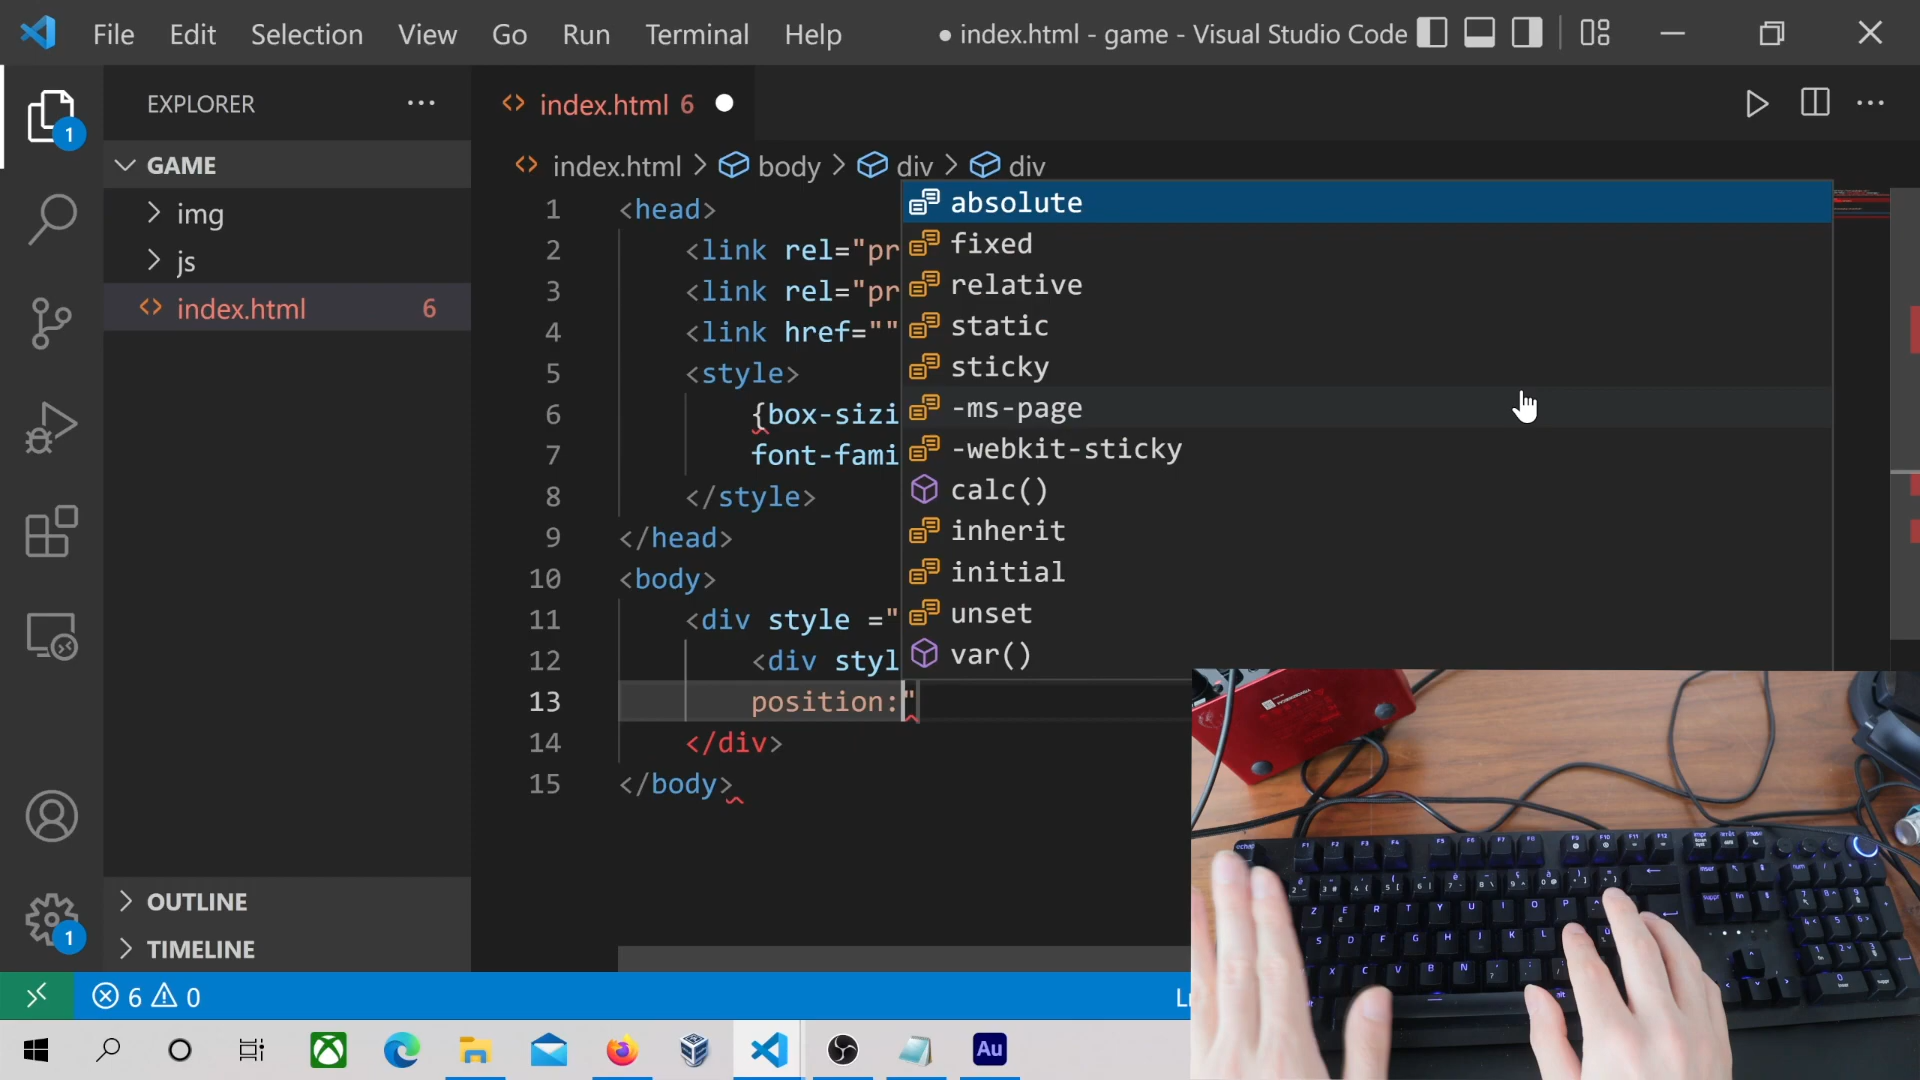 File Edit Selection View Go Run Terminal Help ● index.html - game - Visual Studio Code
EXPLORER ···
index.html 6
GAME
img
js
index.html 6
index.html > body > div > div
1 <head>
2 <link rel="pr
3 <link rel="pr
4 <link href=""
5 <style>
6 {box-sizi
7 font-fami
8 </style>
9 </head>
10 <body>
11 <div style ="
12 <div styl
13 position:"
14 </div>
15 </body>
absolute
fixed
relative
static
sticky
-ms-page
-webkit-sticky
calc()
inherit
initial
unset
var()
1
OUTLINE
TIMELINE
1
6 0
L
Au